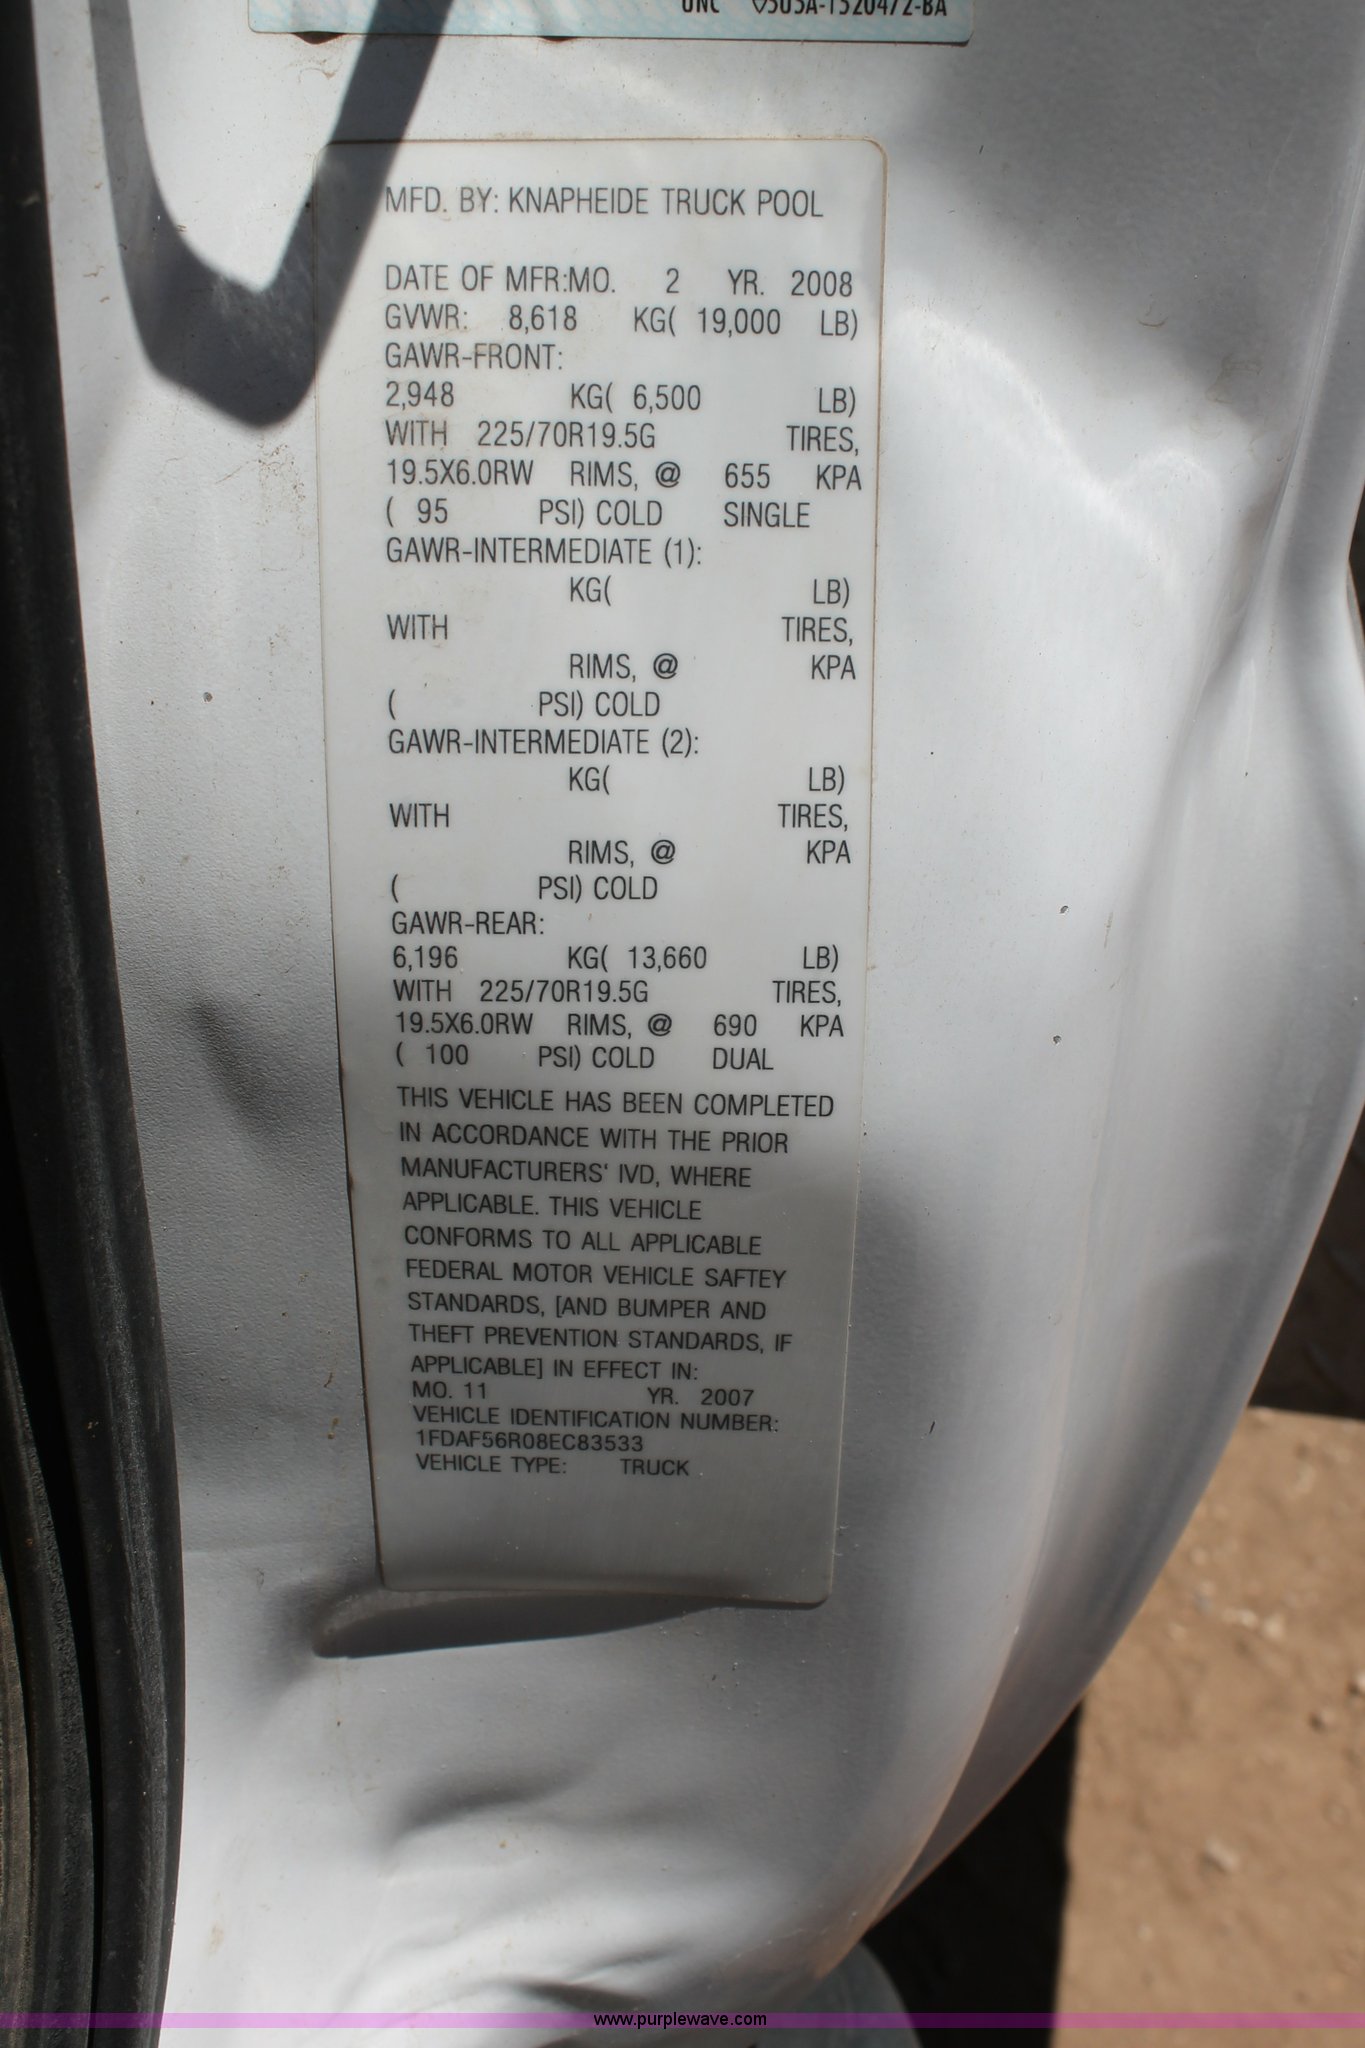 UNC
MFD. BY: KNAPHEIDE TRUCK POOL
DATE OF MFR:MO. 2 YR. 2008
GVWR: 8,618 KG( 19,000 LB)
GAWR-FRONT:
2,948 KG( 6,500 LB)
WITH 225/70R19.5G TIRES,
19.5X6.0RW RIMS, @ 655 KPA
( 95 PSI) COLD SINGLE
GAWR-INTERMEDIATE (1):
KG( LB)
WITH TIRES,
RIMS, @ KPA
( PSI) COLD
GAWR-INTERMEDIATE (2):
KG( LB)
WITH TIRES,
RIMS, @ KPA
( PSI) COLD
GAWR-REAR:
6,196 KG( 13,660 LB)
WITH 225/70R19.5G TIRES,
19.5X6.0RW RIMS, @ 690 KPA
( 100 PSI) COLD DUAL
THIS VEHICLE HAS BEEN COMPLETED
IN ACCORDANCE WITH THE PRIOR
MANUFACTURERS' IVD, WHERE
APPLICABLE. THIS VEHICLE
CONFORMS TO ALL APPLICABLE
FEDERAL MOTOR VEHICLE SAFTEY
STANDARDS, [AND BUMPER AND
THEFT PREVENTION STANDARDS, IF
APPLICABLE] IN EFFECT IN:
MO. 11 YR. 2007
VEHICLE IDENTIFICATION NUMBER:
1FDAF56R08EC83533
VEHICLE TYPE: TRUCK
www.purplewave.com